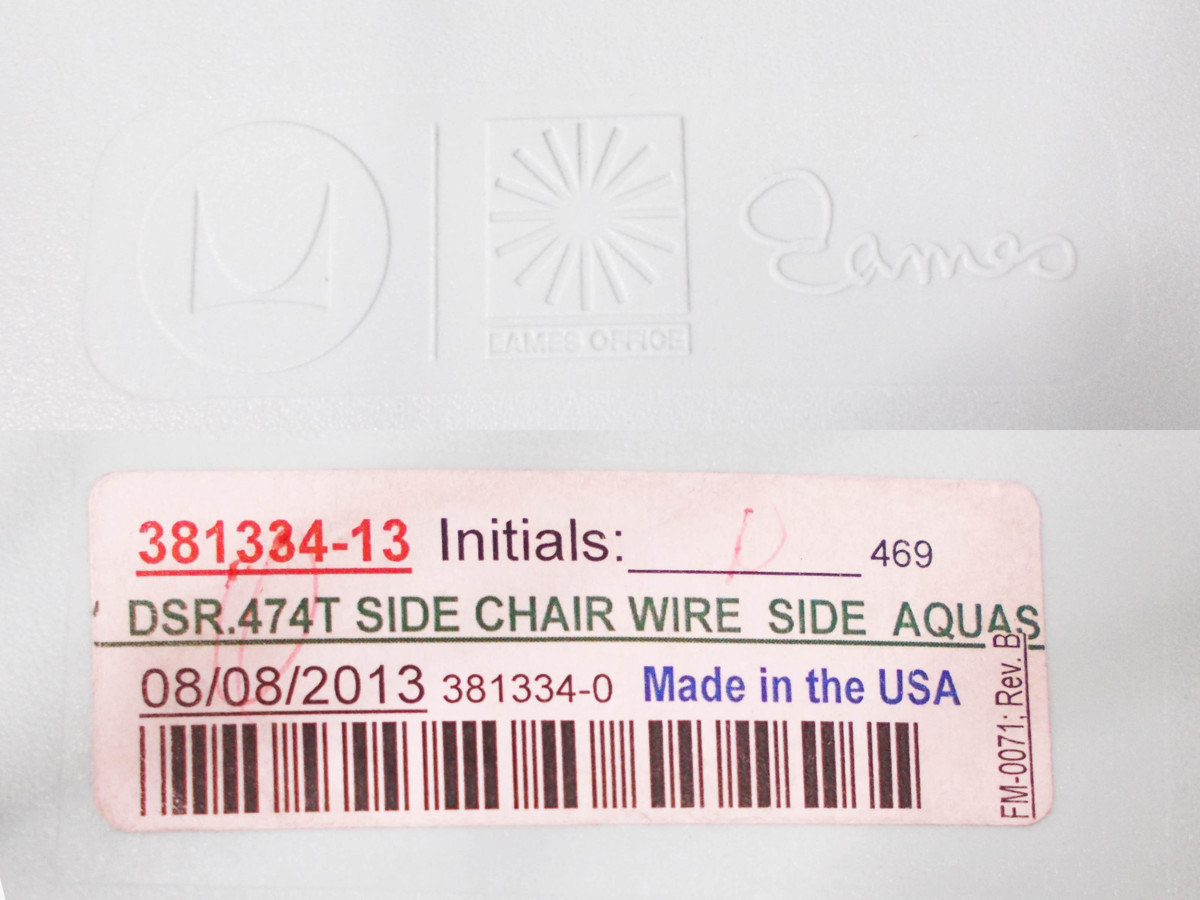 EAMES OFFICE
Eames
381334-13 Initials: 469
DSR.474T SIDE CHAIR WIRE SIDE AQUAS
08/08/2013 381334-0 Made in the USA
FM-0071; Rev. B